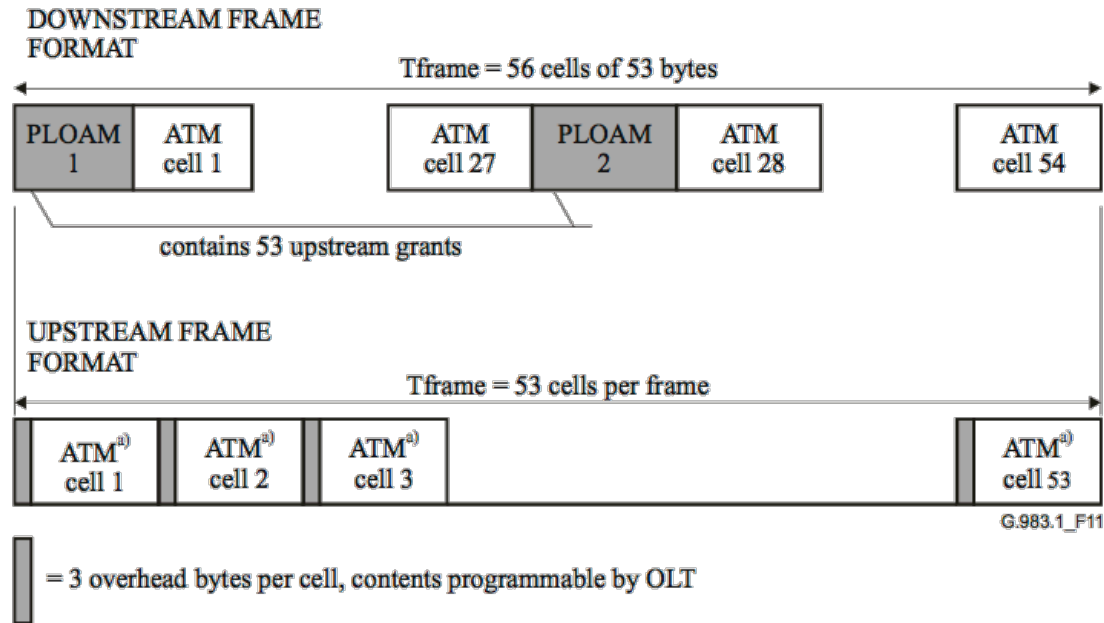 DOWNSTREAM FRAME
FORMAT
Tframe = 56 cells of 53 bytes
PLOAM
1
ATM
cell 1
ATM
cell 27
PLOAM
2
ATM
cell 28
ATM
cell 54
contains 53 upstream grants
UPSTREAM FRAME
FORMAT
Tframe = 53 cells per frame
ATMa)
cell 1
ATMa)
cell 2
ATMa)
cell 3
ATMa)
cell 53
G.983.1_F11
= 3 overhead bytes per cell, contents programmable by OLT